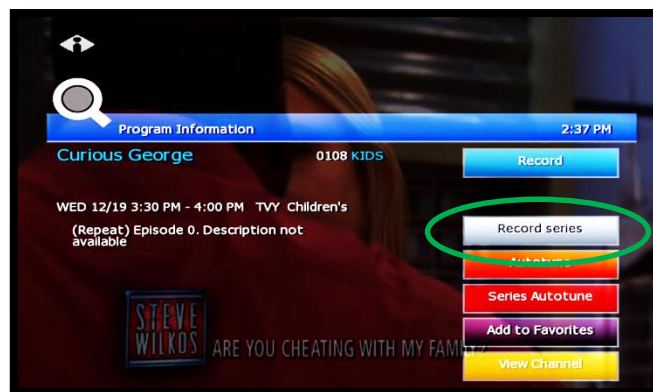 Program Information 2:37 PM
Curious George 0108 KIDS Record
WED 12/19 3:30 PM - 4:00 PM TVY Children's
(Repeat) Episode 0. Description not
available
Record series
Autotune
Series Autotune
Add to Favorites
View Channel
STEVE
WILKOS
ARE YOU CHEATING WITH MY FAMILY?